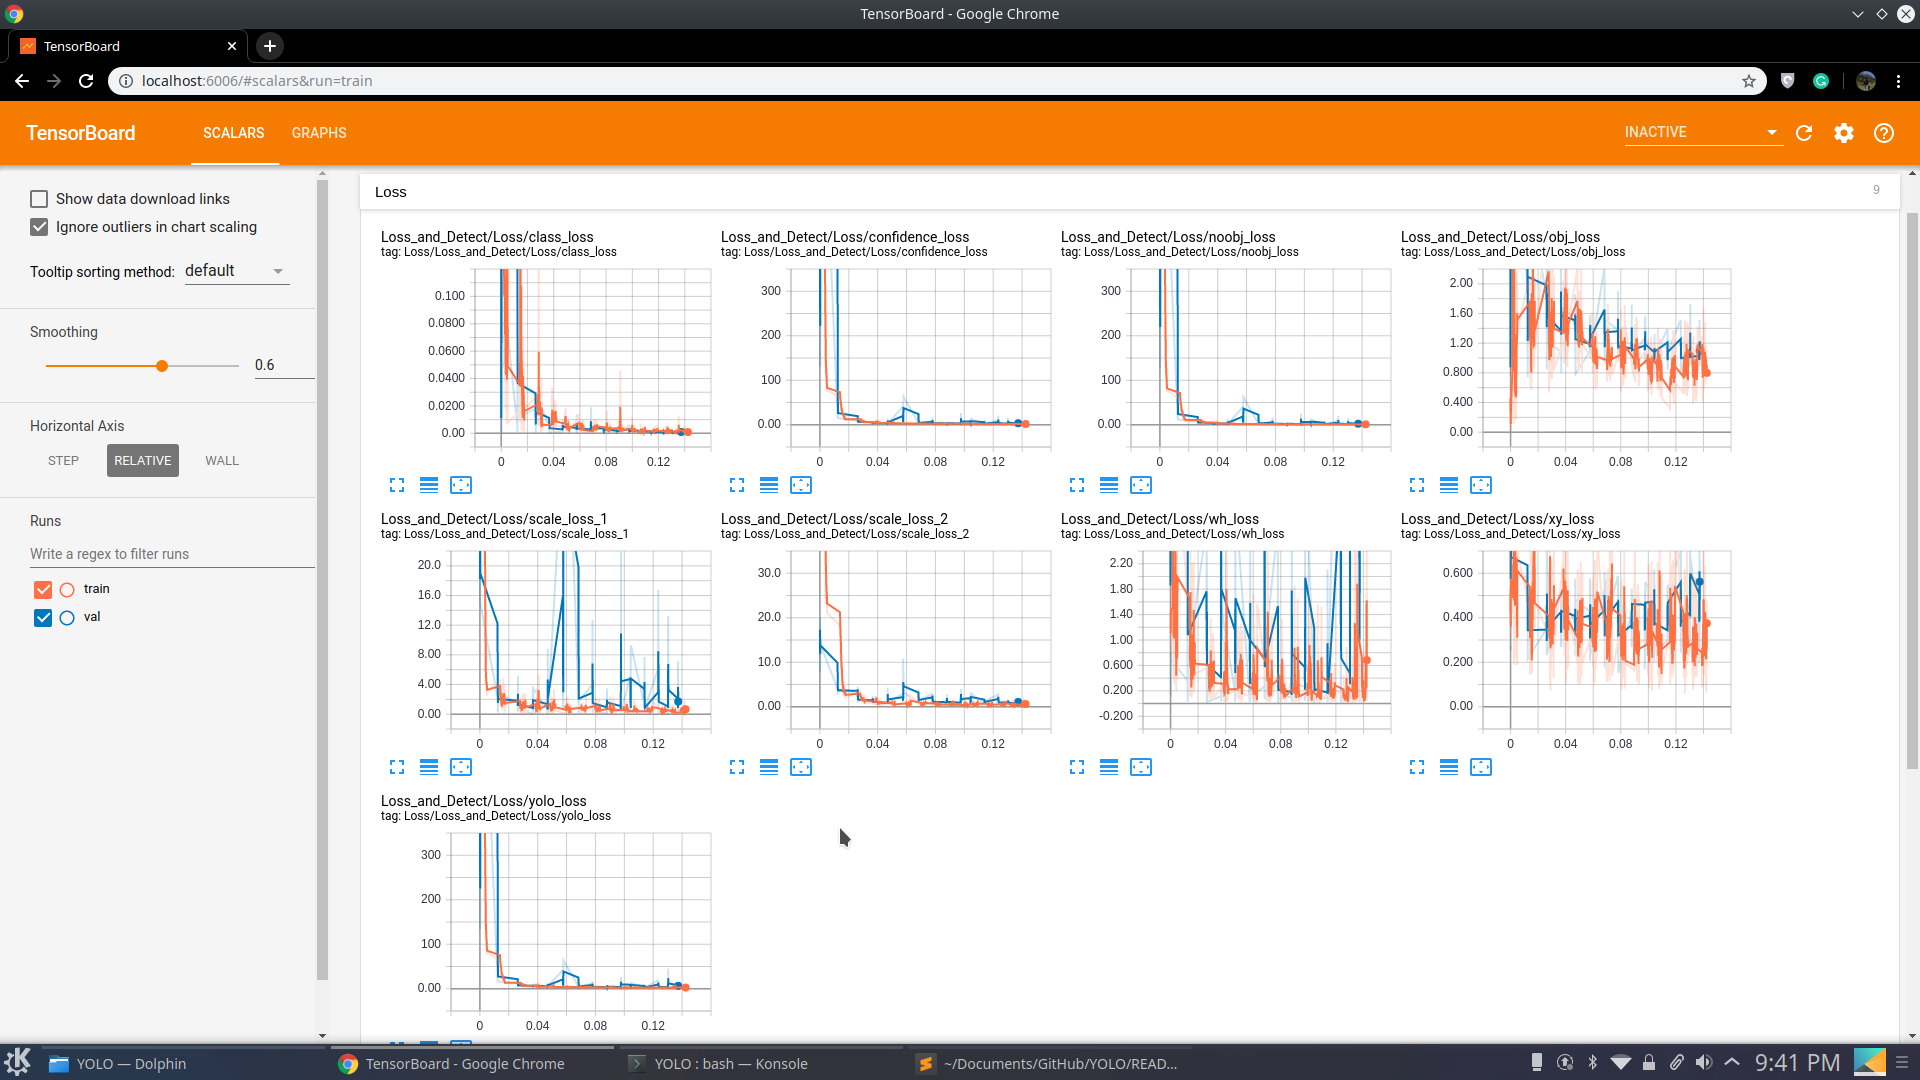 TensorBoard - Google Chrome
TensorBoard
localhost:6006/#scalars&run=train
TensorBoard SCALARS GRAPHS INACTIVE
Show data download links
Ignore outliers in chart scaling
Tooltip sorting method: default
Smoothing
0.6
Horizontal Axis
STEP RELATIVE WALL
Runs
Write a regex to filter runs
train
val
Loss 9
Loss_and_Detect/Loss/class_loss
tag: Loss/Loss_and_Detect/Loss/class_loss
0.100
0.0800
0.0600
0.0400
0.0200
0.00
0 0.04 0.08 0.12
Loss_and_Detect/Loss/confidence_loss
tag: Loss/Loss_and_Detect/Loss/confidence_loss
300
200
100
0.00
0 0.04 0.08 0.12
Loss_and_Detect/Loss/noobj_loss
tag: Loss/Loss_and_Detect/Loss/noobj_loss
300
200
100
0.00
0 0.04 0.08 0.12
Loss_and_Detect/Loss/obj_loss
tag: Loss/Loss_and_Detect/Loss/obj_loss
2.00
1.60
1.20
0.800
0.400
0.00
0 0.04 0.08 0.12
Loss_and_Detect/Loss/scale_loss_1
tag: Loss/Loss_and_Detect/Loss/scale_loss_1
20.0
16.0
12.0
8.00
4.00
0.00
0 0.04 0.08 0.12
Loss_and_Detect/Loss/scale_loss_2
tag: Loss/Loss_and_Detect/Loss/scale_loss_2
30.0
20.0
10.0
0.00
0 0.04 0.08 0.12
Loss_and_Detect/Loss/wh_loss
tag: Loss/Loss_and_Detect/Loss/wh_loss
2.20
1.80
1.40
1.00
0.600
0.200
-0.200
0 0.04 0.08 0.12
Loss_and_Detect/Loss/xy_loss
tag: Loss/Loss_and_Detect/Loss/xy_loss
0.600
0.400
0.200
0.00
0 0.04 0.08 0.12
Loss_and_Detect/Loss/yolo_loss
tag: Loss/Loss_and_Detect/Loss/yolo_loss
300
200
100
0.00
0 0.04 0.08 0.12
YOLO — Dolphin TensorBoard - Google Chrome YOLO : bash — Konsole ~/Documents/GitHub/YOLO/READ... 9:41 PM